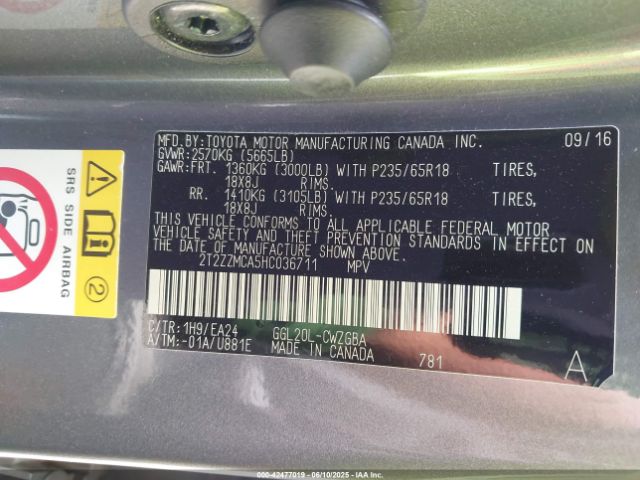 MFD.BY:TOYOTA MOTOR MANUFACTURING CANADA INC. 09/16
GVWR:2570KG (5665LB)
GAWR:FRT. 1360KG (3000LB) WITH P235/65R18 TIRES,
18X8J RIMS,
RR. 1410KG (3105LB) WITH P235/65R18 TIRES,
18X8J RIMS,
THIS VEHICLE CONFORMS TO ALL APPLICABLE FEDERAL MOTOR
VEHICLE SAFETY AND THEFT PREVENTION STANDARDS IN EFFECT ON
THE DATE OF MANUFACTURE SHOWN ABOVE.
2T2ZZMCA5HC036711 MPV
C/TR:1H9/EA24 GGL20L-CWZGBA
A/TM:-01A/U881E MADE IN CANADA 781 A
SRS SIDE AIRBAG
2
000-42477019 - 06/10/2025 - IAAI